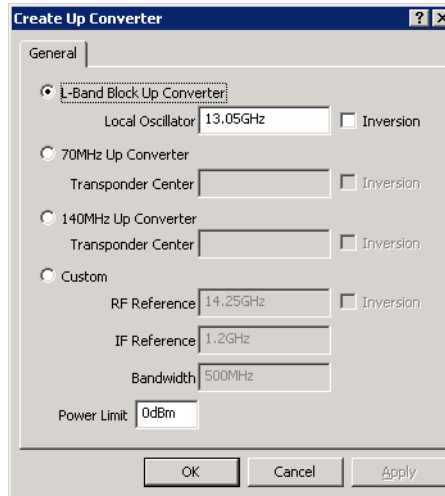 Create Up Converter
General
L-Band Block Up Converter
Local Oscillator 13.05GHz Inversion
70MHz Up Converter
Transponder Center Inversion
140MHz Up Converter
Transponder Center Inversion
Custom
RF Reference 14.25GHz Inversion
IF Reference 1.2GHz
Bandwidth 500MHz
Power Limit 0dBm
OK Cancel Apply